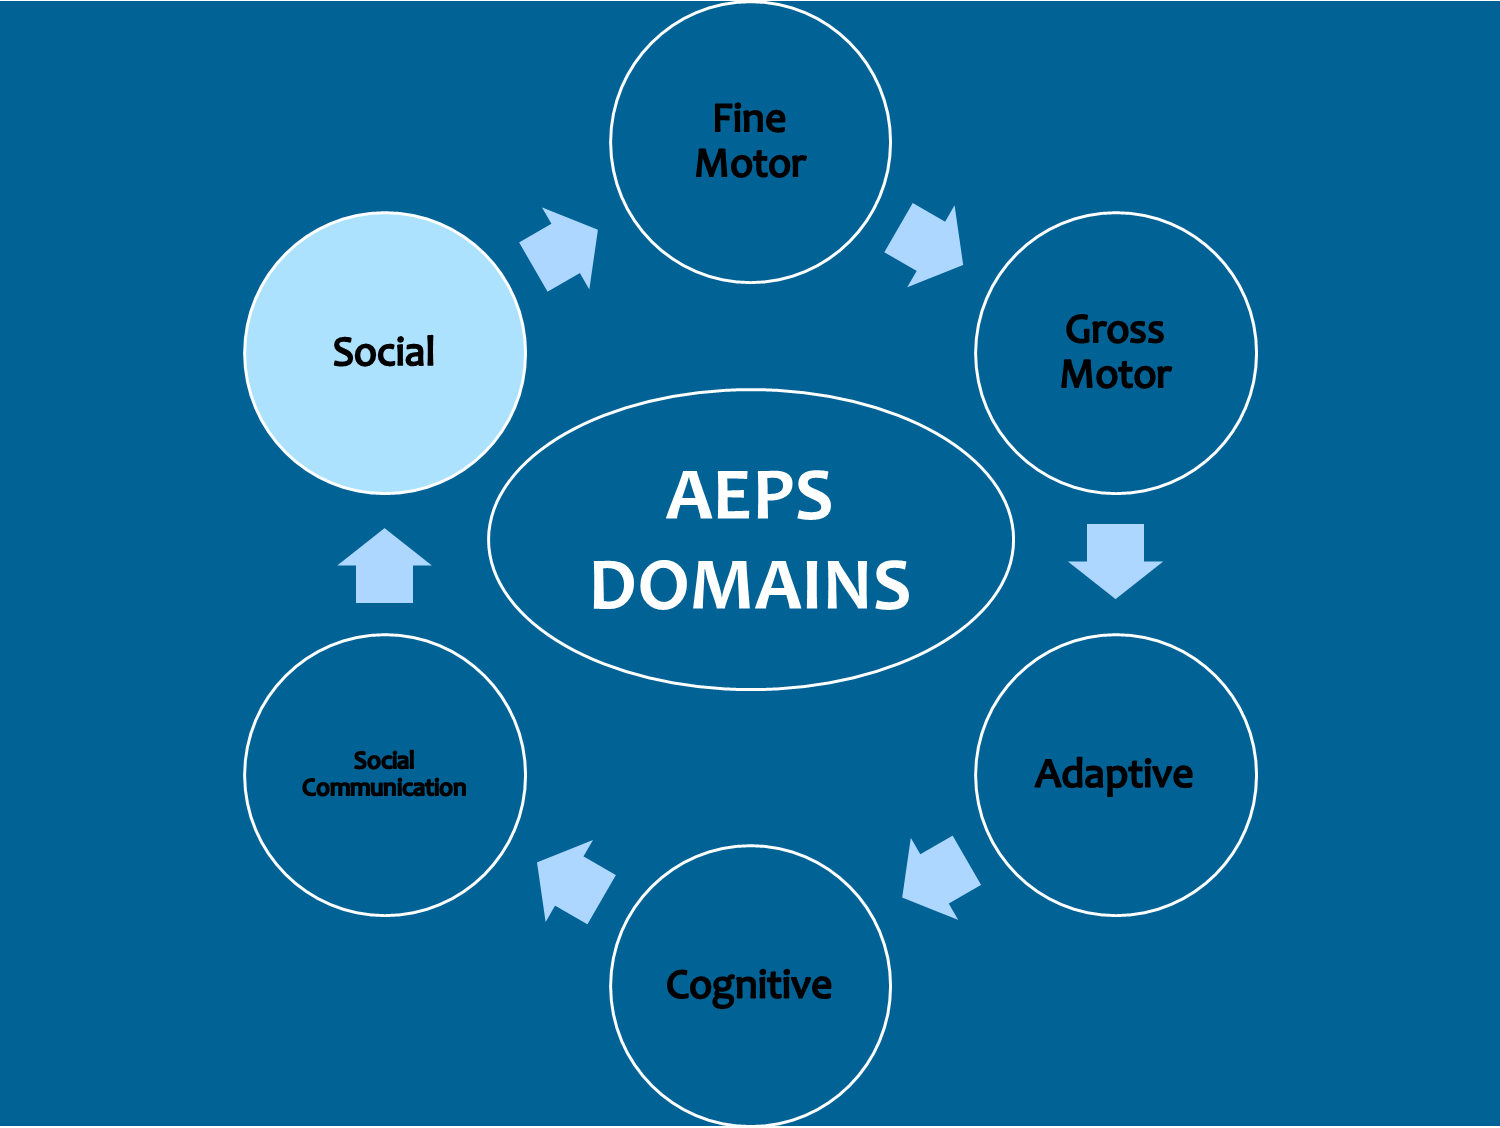 Fine
Motor
Gross
Motor
Social
AEPS
DOMAINS
Social
Communication
Adaptive
Cognitive